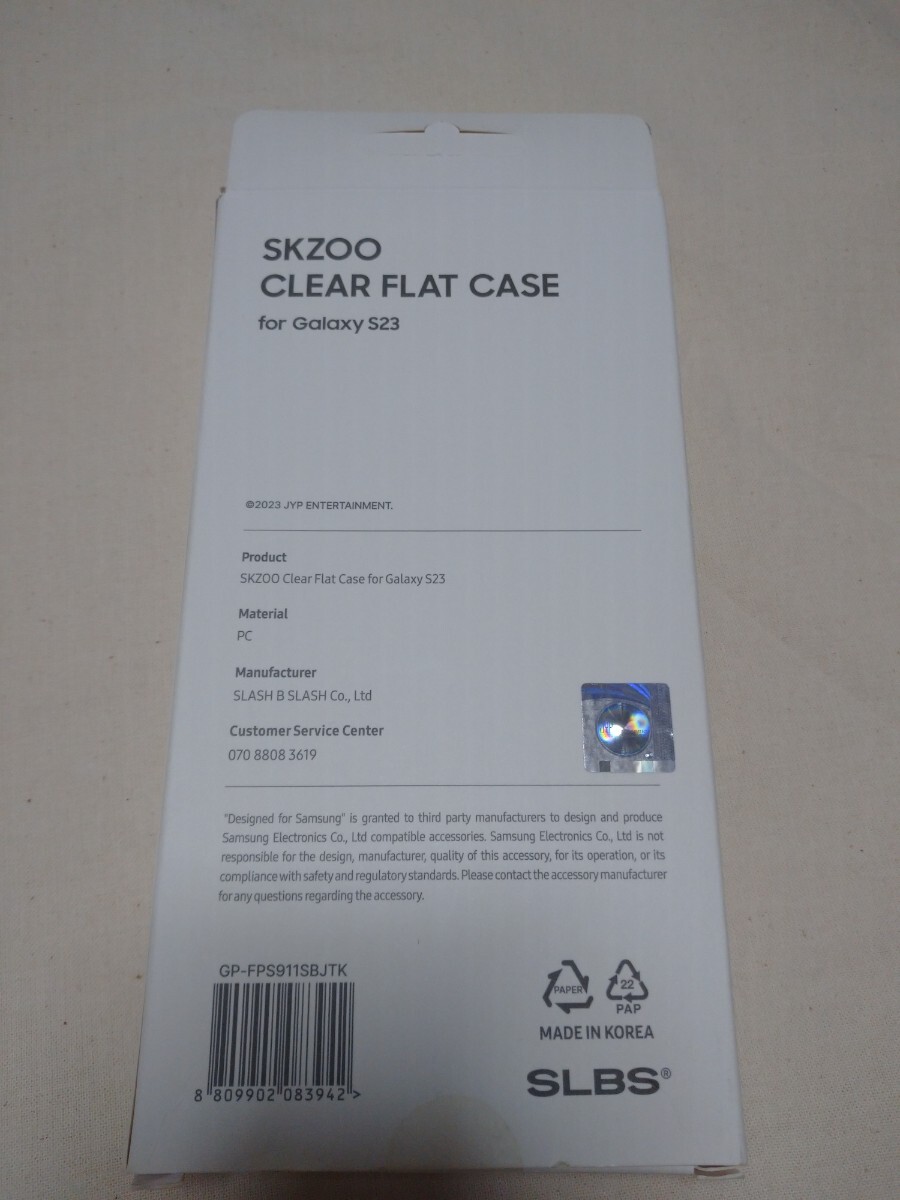 SKZOO
CLEAR FLAT CASE
for Galaxy S23
©2023 JYP ENTERTAINMENT.
Product
SKZOO Clear Flat Case for Galaxy S23
Material
PC
Manufacturer
SLASH B SLASH Co., Ltd
Customer Service Center
070 8808 3619
"Designed for Samsung" is granted to third party manufacturers to design and produce
Samsung Electronics Co., Ltd compatible accessories. Samsung Electronics Co., Ltd is not
responsible for the design, manufacturer, quality of this accessory, for its operation, or its
compliance with safety and regulatory standards. Please contact the accessory manufacturer
for any questions regarding the accessory.
GP-FPS911SBJTK
8 809902 083942 >
PAPER
22
PAP
MADE IN KOREA
SLBS®